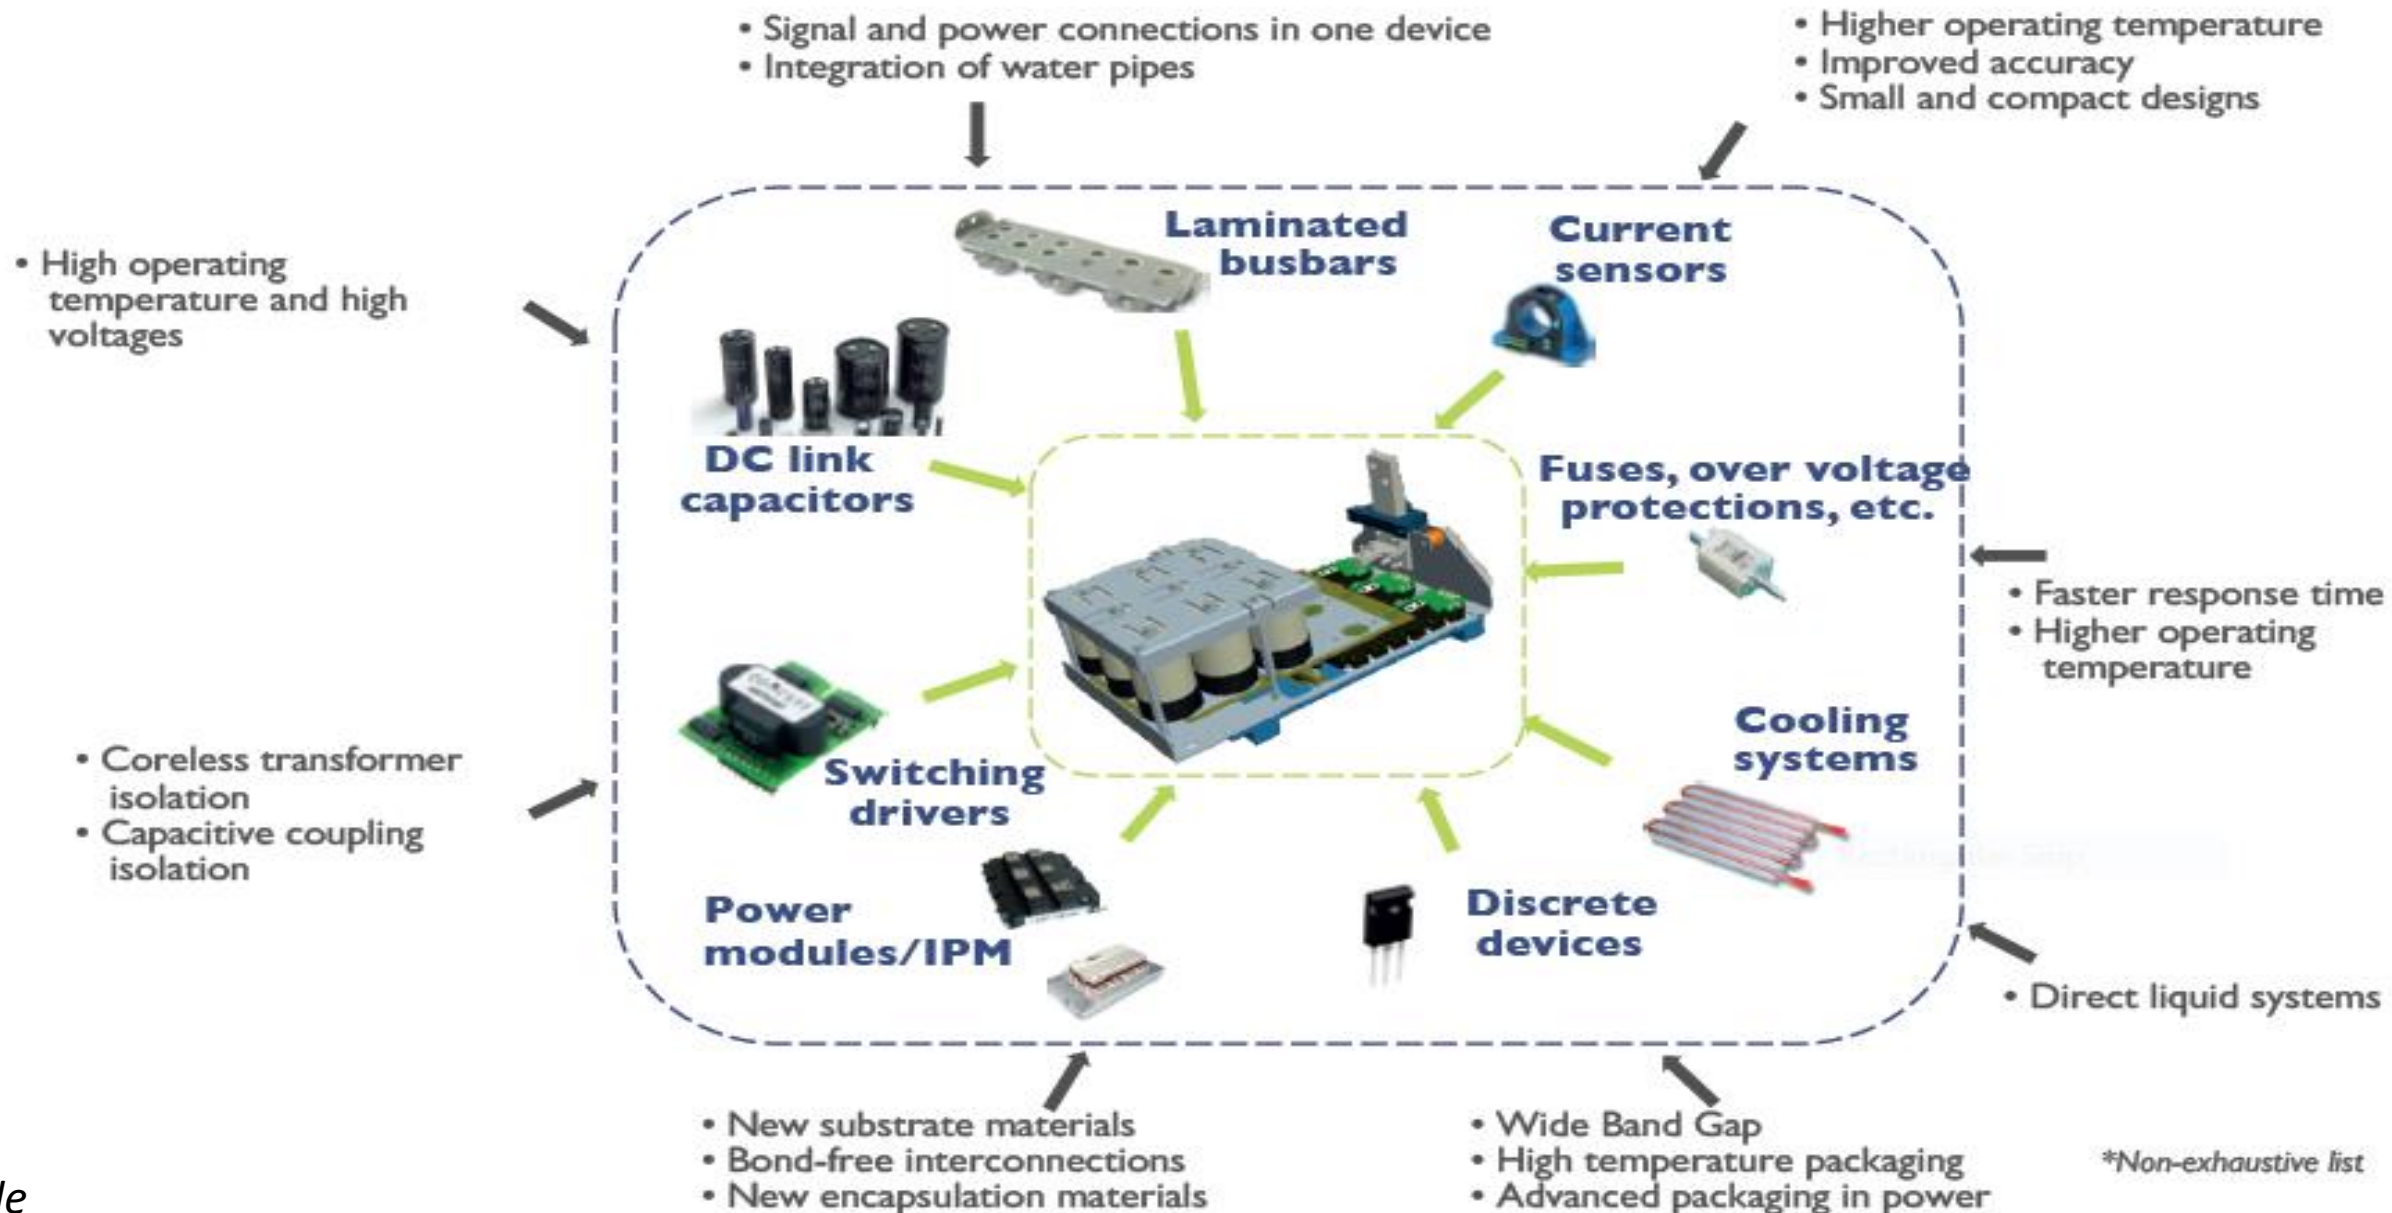 • Signal and power connections in one device
• Integration of water pipes
• Higher operating temperature
• Improved accuracy
• Small and compact designs
• High operating
temperature and high
voltages
Laminated
busbars
Current
sensors
DC link
capacitors
Fuses, over voltage
protections, etc.
• Faster response time
• Higher operating
temperature
• Coreless transformer
isolation
• Capacitive coupling
isolation
Switching
drivers
Cooling
systems
Power
modules/IPM
Discrete
devices
• Direct liquid systems
• New substrate materials
• Bond-free interconnections
• New encapsulation materials
• Wide Band Gap
• High temperature packaging
• Advanced packaging in power
*Non-exhaustive list